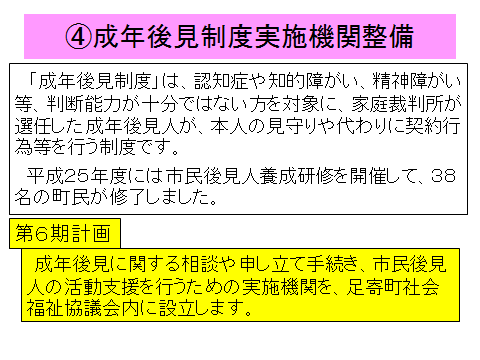 ④成年後見制度実施機関整備
「成年後見制度」は、認知症や知的障がい、精神障がい
等、判断能力が十分ではない方を対象に、家庭裁判所が
選任した成年後見人が、本人の見守りや代わりに契約行
為等を行う制度です。
平成25年度には市民後見人養成研修を開催して、38
名の町民が修了しました。
第6期計画
成年後見に関する相談や申し立て手続き、市民後見
人の活動支援を行うための実施機関を、足寄町社会
福祉協議会内に設立します。